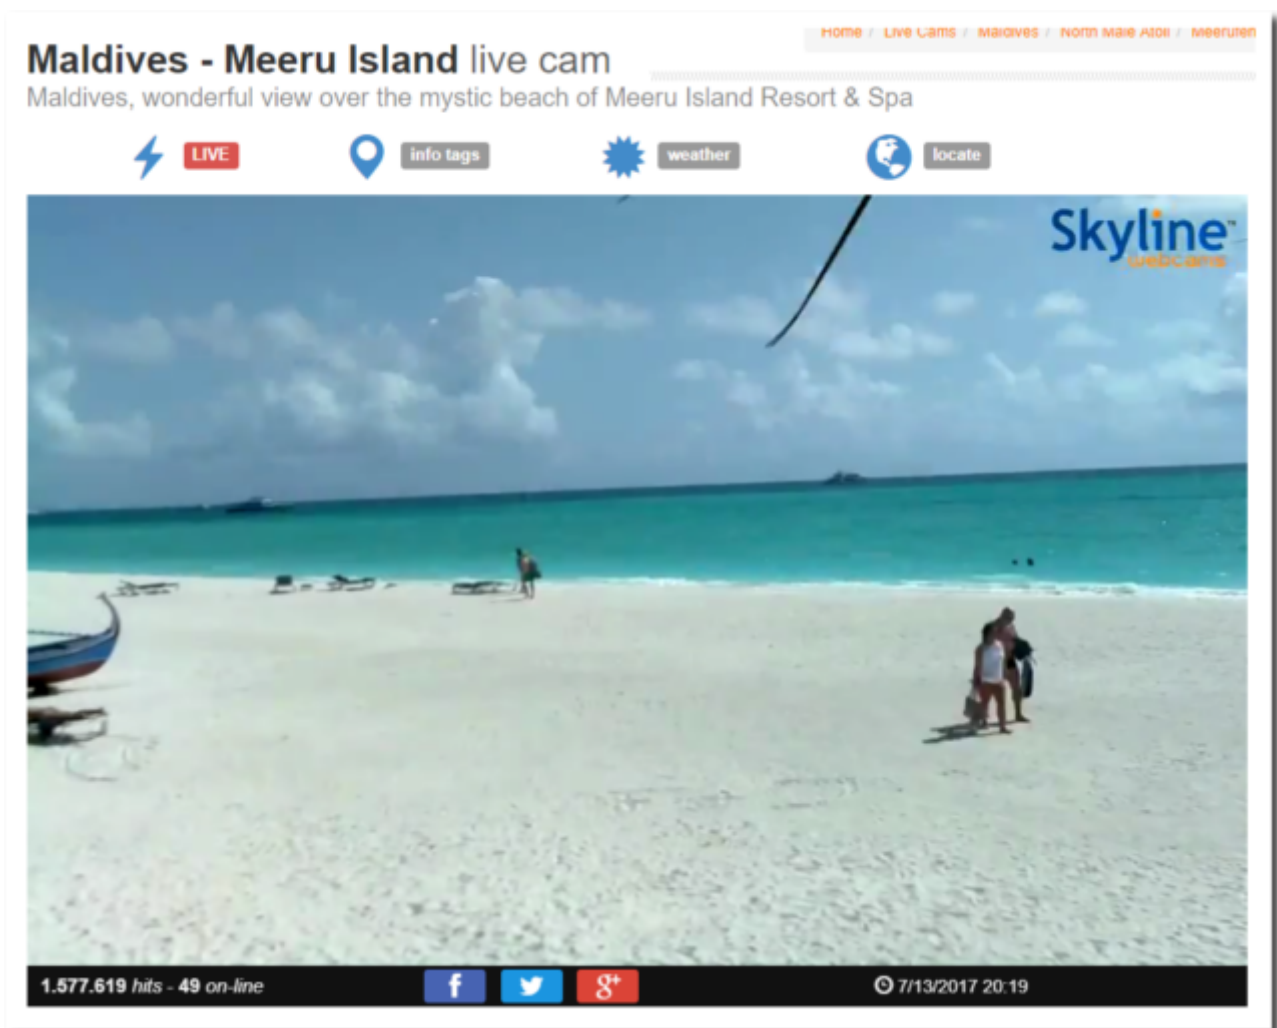 Home / Live Cams / Maldives / North Male Atoll / Meerufen
Maldives - Meeru Island live cam
Maldives, wonderful view over the mystic beach of Meeru Island Resort & Spa
LIVE
info tags
weather
locate
Skyline™
webcams
1.577.619 hits - 49 on-line
f
g+
7/13/2017 20:19